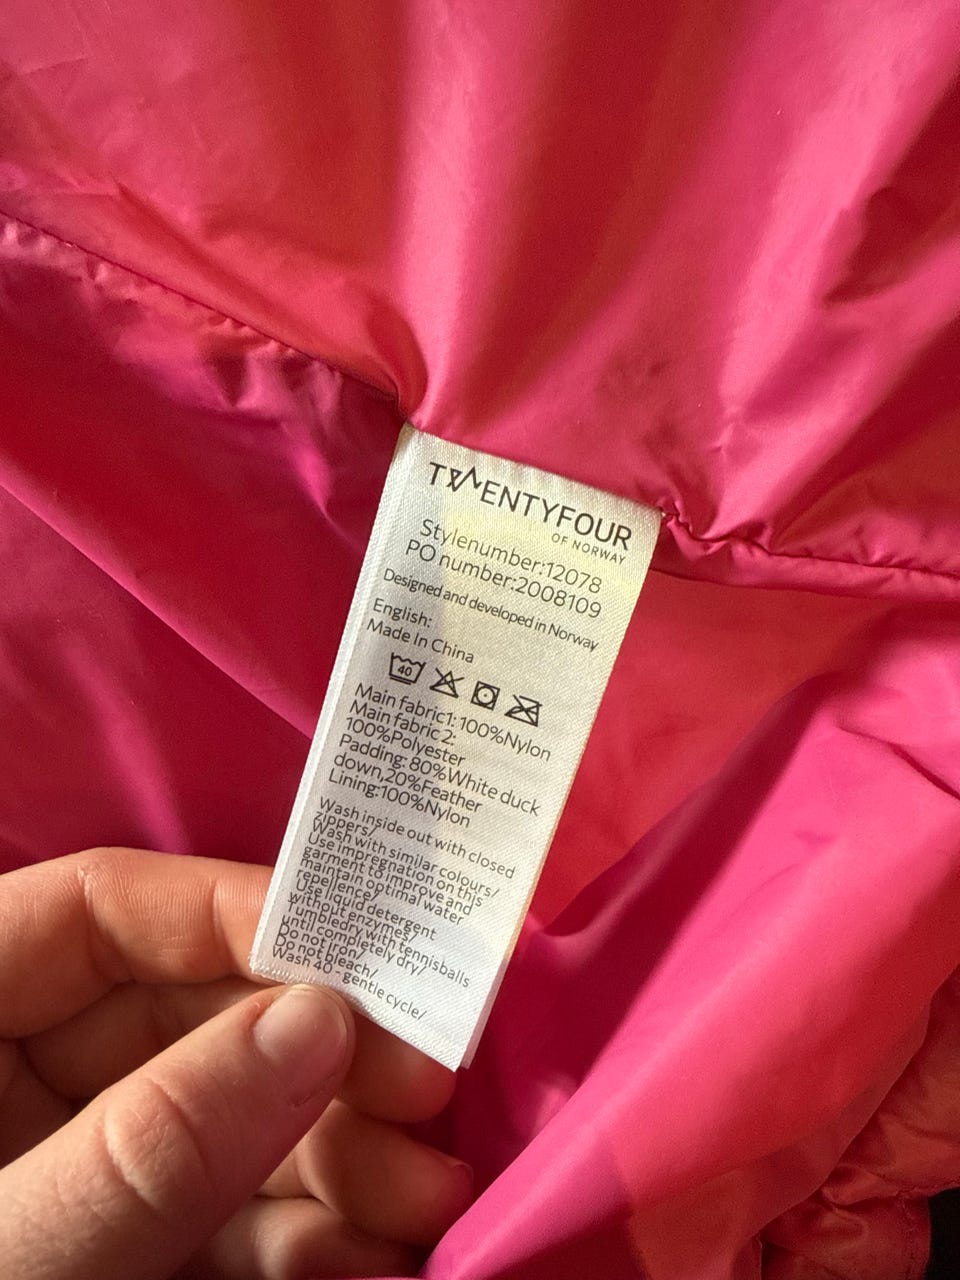 TWENTYFOUR
OF NORWAY
Stylenumber:12078
PO number:2008109
Designed and developed in Norway
English:
Made In China
40
Main fabric1: 100%Nylon
Main fabric 2:
100%Polyester
Padding: 80%White duck
down,20%Feather
Lining:100%Nylon
Wash inside out with closed
zippers/
Wash with similar colours/
Use impregnation on this
garment to improve and
maintain optimal water
repellence/
Use liquid detergent
without enzymes/
Tumbedry with tennisballs
until completely dry/
Do not iron/
Do not bleach/
Wash 40 - gentle cycle/